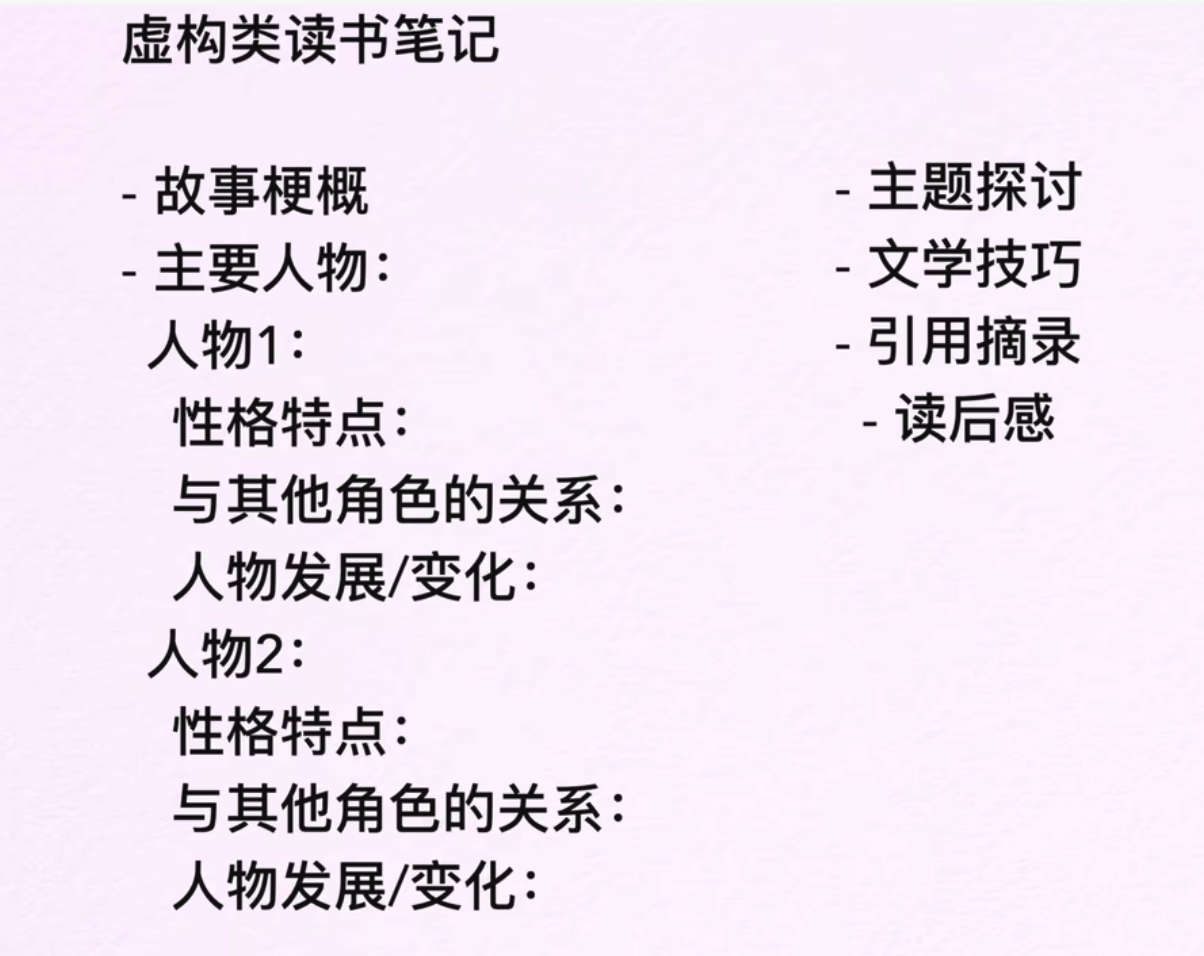 虚构类读书笔记
- 故事梗概
- 主要人物：
人物1：
性格特点：
与其他角色的关系：
人物发展/变化：
人物2：
性格特点：
与其他角色的关系：
人物发展/变化：
- 主题探讨
- 文学技巧
- 引用摘录
- 读后感